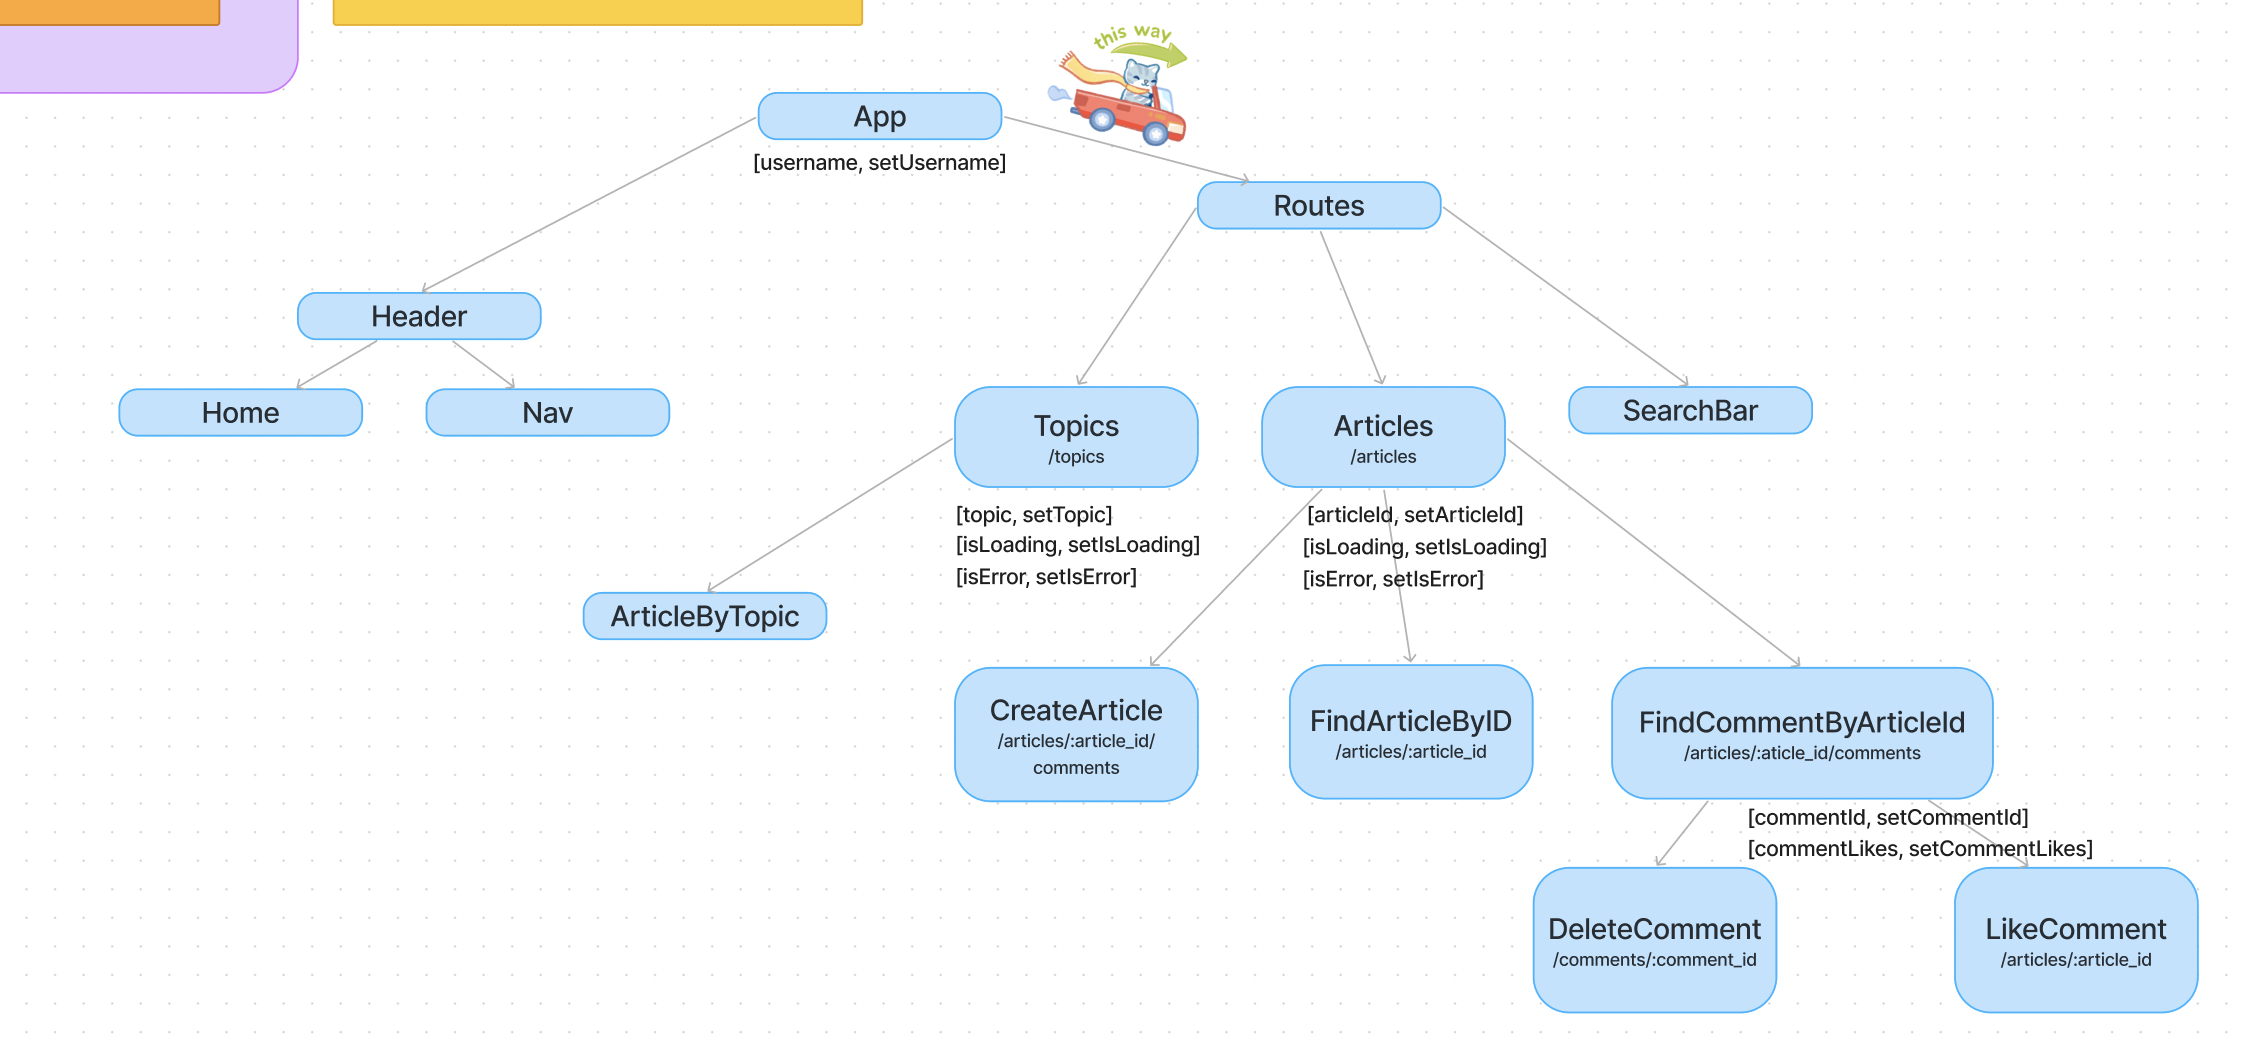 this way
App
[username, setUsername]
Routes
Header
Home
Nav
Topics
/topics
Articles
/articles
SearchBar
[topic, setTopic]
[isLoading, setIsLoading]
[isError, setIsError]
[articleId, setArticleId]
[isLoading, setIsLoading]
[isError, setIsError]
ArticleByTopic
CreateArticle
/articles/:article_id/
comments
FindArticleByID
/articles/:article_id
FindCommentByArticleId
/articles/:aticle_id/comments
[commentId, setCommentId]
[commentLikes, setCommentLikes]
DeleteComment
/comments/:comment_id
LikeComment
/articles/:article_id